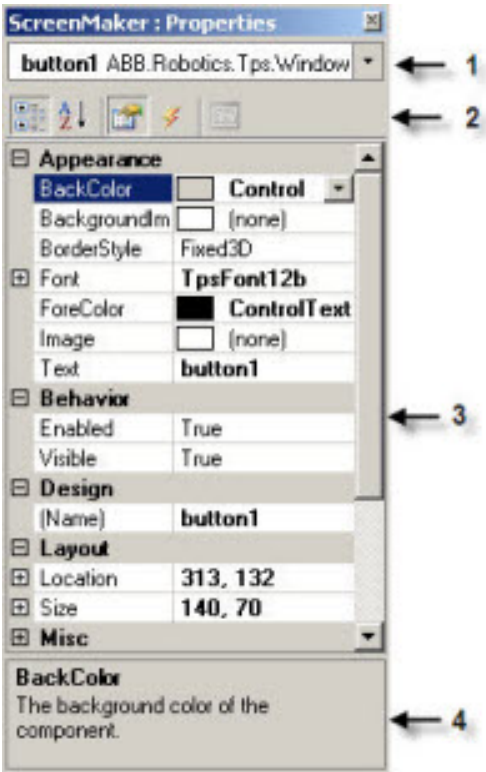 ScreenMaker : Properties
button1 ABB.Robotics.Tps.Window
1
2
Appearance
BackColor Control
BackgroundIm (none)
BorderStyle Fixed3D
Font TpsFont12b
ForeColor ControlText
Image (none)
Text button1
Behavior
Enabled True
3
Visible True
Design
(Name) button1
Layout
Location 313, 132
Size 140, 70
Misc
BackColor
The background color of the
component.
4